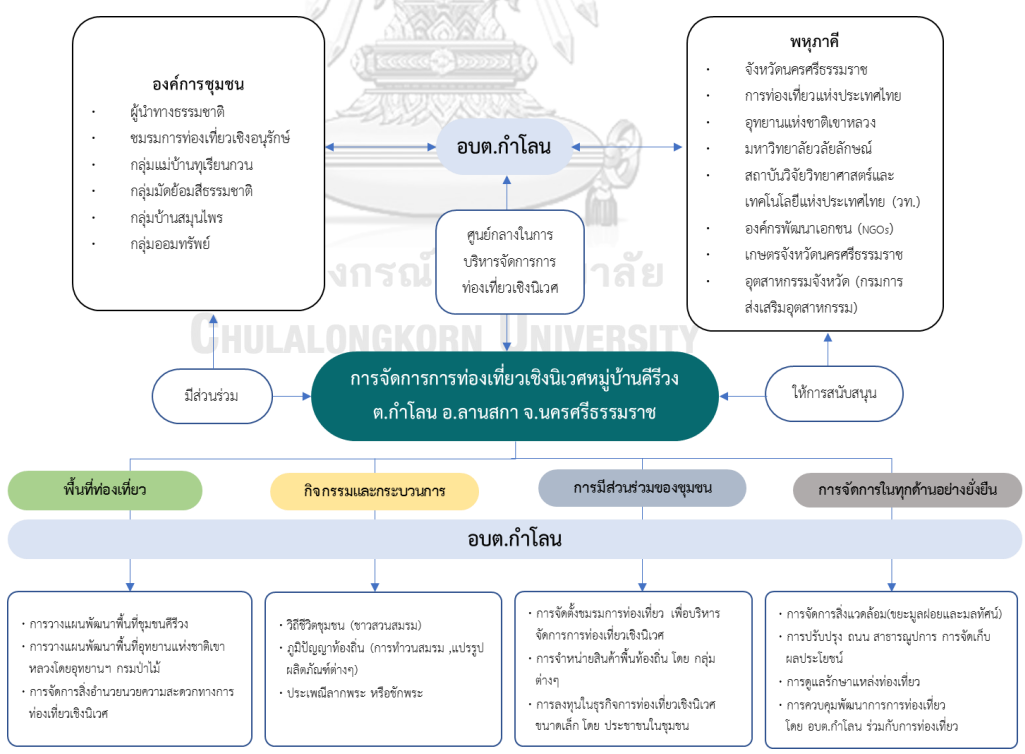 องค์การชุมชน
· ผู้นำทางธรรมชาติ
· ชมรมการท่องเที่ยวเชิงอนุรักษ์
· กลุ่มแม่บ้านทุเรียนกวน
· กลุ่มมัดย้อมสีธรรมชาติ
· กลุ่มบ้านสมุนไพร
· กลุ่มออมทรัพย์
อบต.กำโลน
พหุภาคี
· จังหวัดนครศรีธรรมราช
· การท่องเที่ยวแห่งประเทศไทย
· อุทยานแห่งชาติเขาหลวง
· มหาวิทยาลัยวลัยลักษณ์
· สถาบันวิจัยวิทยาศาสตร์และ
เทคโนโลยีแห่งประเทศไทย (วท.)
· องค์กรพัฒนาเอกชน (NGOs)
· เกษตรจังหวัดนครศรีธรรมราช
· อุตสาหกรรมจังหวัด (กรมการ
ส่งเสริมอุตสาหกรรม)
ศูนย์กลางในการ
บริหารจัดการการ
ท่องเที่ยวเชิงนิเวศ
งกรณ์ าลัย
CHULALONGKORN UNIVERSITY
มีส่วนร่วม
การจัดการการท่องเที่ยวเชิงนิเวศหมู่บ้านคีรีวง
ต.กำโลน อ.ลานสกา จ.นครศรีธรรมราช
ให้การสนับสนุน
พื้นที่ท่องเที่ยว
กิจกรรมและกระบวนการ
การมีส่วนร่วมของชุมชน
การจัดการในทุกด้านอย่างยั่งยืน
อบต.กำโลน
· การวางแผนพัฒนาพื้นที่ชุมชนคีรีวง
· การวางแผนพัฒนาพื้นที่อุทยานแห่งชาติเขา
หลวงโดยอุทยานฯ กรมป่าไม้
· การจัดการสิ่งอำนวยนวยความสะดวกทางการ
ท่องเที่ยวเชิงนิเวศ
· วิถีชีวิตชุมชน (ชาวสวนสมรม)
· ภูมิปัญญาท้องถิ่น (การทำวนสมรม ,แปรรูป
ผลิตภัณฑ์ต่างๆ)
· ประเพณีลากพระ หรือชักพระ
· การจัดตั้งชมรมการท่องเที่ยว เพื่อบริหาร
จัดการการท่องเที่ยวเชิงนิเวศ
· การจำหน่ายสินค้าพื้นท้องถิ่น โดย กลุ่ม
ต่างๆ
· การลงทุนในธุรกิจการท่องเที่ยวเชิงนิเวศ
ขนาดเล็ก โดย ประชาชนในชุมชน
· การจัดการสิ่งแวดล้อม(ขยะมูลฝอยและมลทัศน์)
· การปรับปรุง ถนน สาธารณูปการ การจัดเก็บ
ผลประโยชน์
· การดูแลรักษาแหล่งท่องเที่ยว
· การควบคุมพัฒนาการการท่องเที่ยว
โดย อบต.กำโลน ร่วมกับการท่องเที่ยว